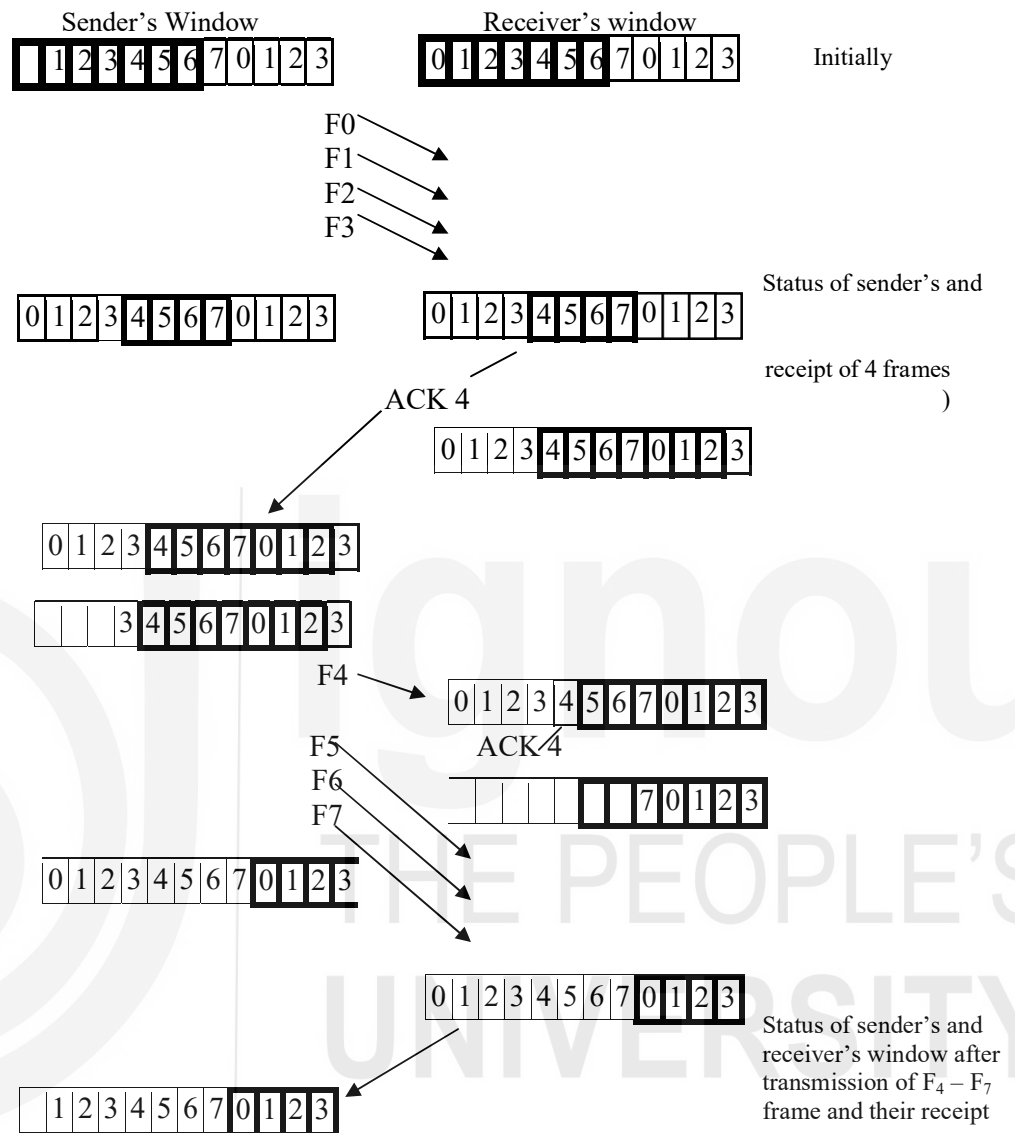 Sender's Window Receiver's window
1 2 3 4 5 6 7 0 1 2 3 0 1 2 3 4 5 6 7 0 1 2 3 Initially
F0
F1
F2
F3
Status of sender's and
0 1 2 3 4 5 6 7 0 1 2 3 0 1 2 3 4 5 6 7 0 1 2 3
receipt of 4 frames
ACK 4 )
0 1 2 3 4 5 6 7 0 1 2 3
0 1 2 3 4 5 6 7 0 1 2 3
3 4 5 6 7 0 1 2 3
F4
0 1 2 3 4 5 6 7 0 1 2 3
F5 ACK 4
F6
7 0 1 2 3
F7
0 1 2 3 4 5 6 7 0 1 2 3
0 1 2 3 4 5 6 7 0 1 2 3
Status of sender's and
receiver's window after
transmission of F4 – F7
1 2 3 4 5 6 7 0 1 2 3 frame and their receipt
ignou
THE PEOPLE'S
UNIVERSITY